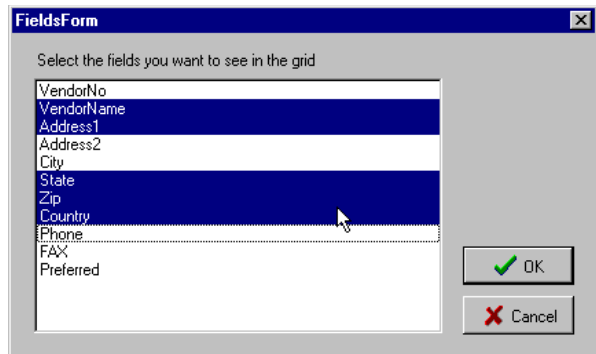 FieldsForm
Select the fields you want to see in the grid
VendorNo
VendorName
Address1
Address2
City
State
Zip
Country
Phone
FAX
Preferred
OK
Cancel